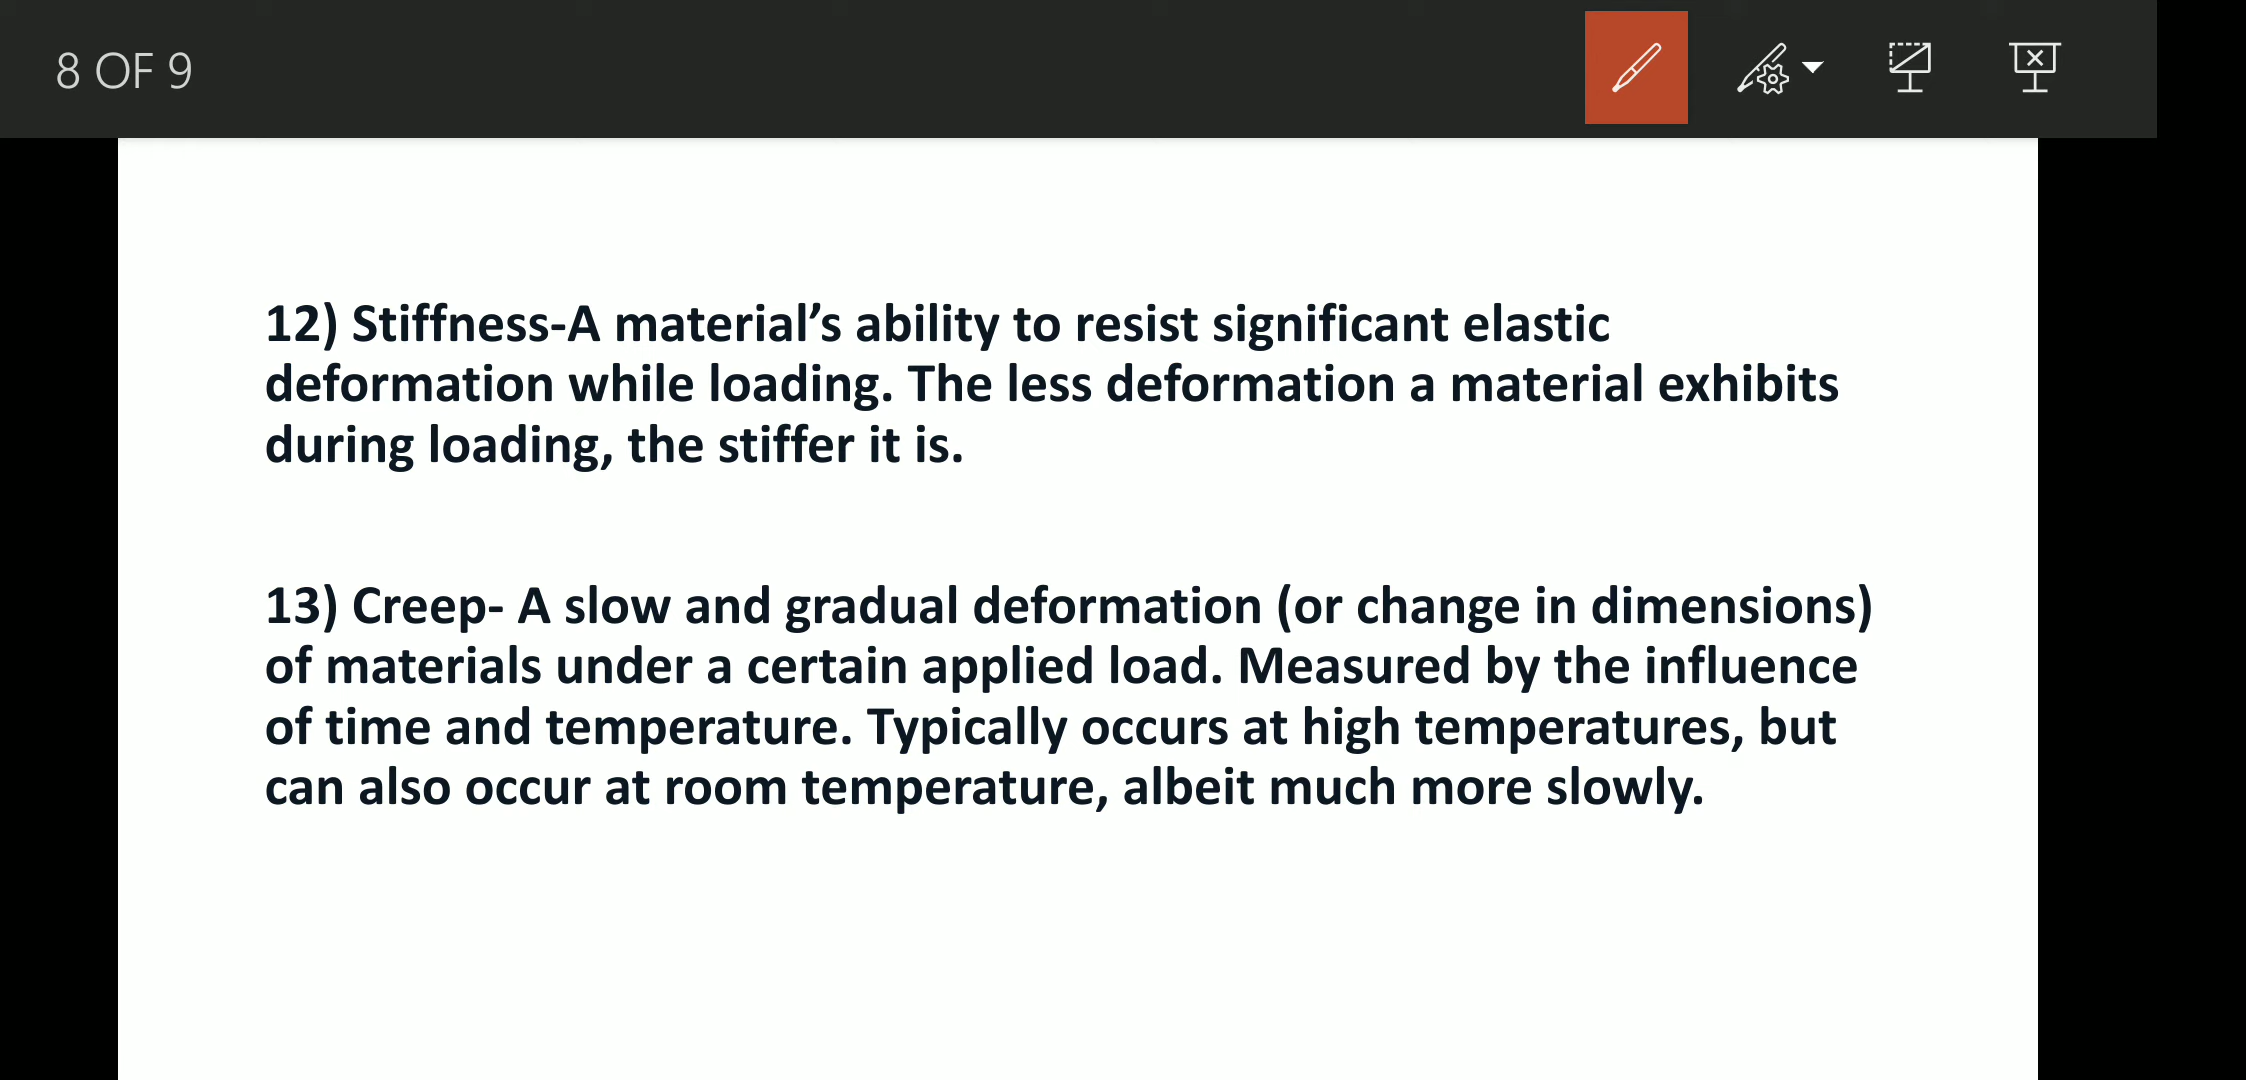 8 OF 9
12) Stiffness-A material’s ability to resist significant elastic
deformation while loading. The less deformation a material exhibits
during loading, the stiffer it is.
13) Creep- A slow and gradual deformation (or change in dimensions)
of materials under a certain applied load. Measured by the influence
of time and temperature. Typically occurs at high temperatures, but
can also occur at room temperature, albeit much more slowly.